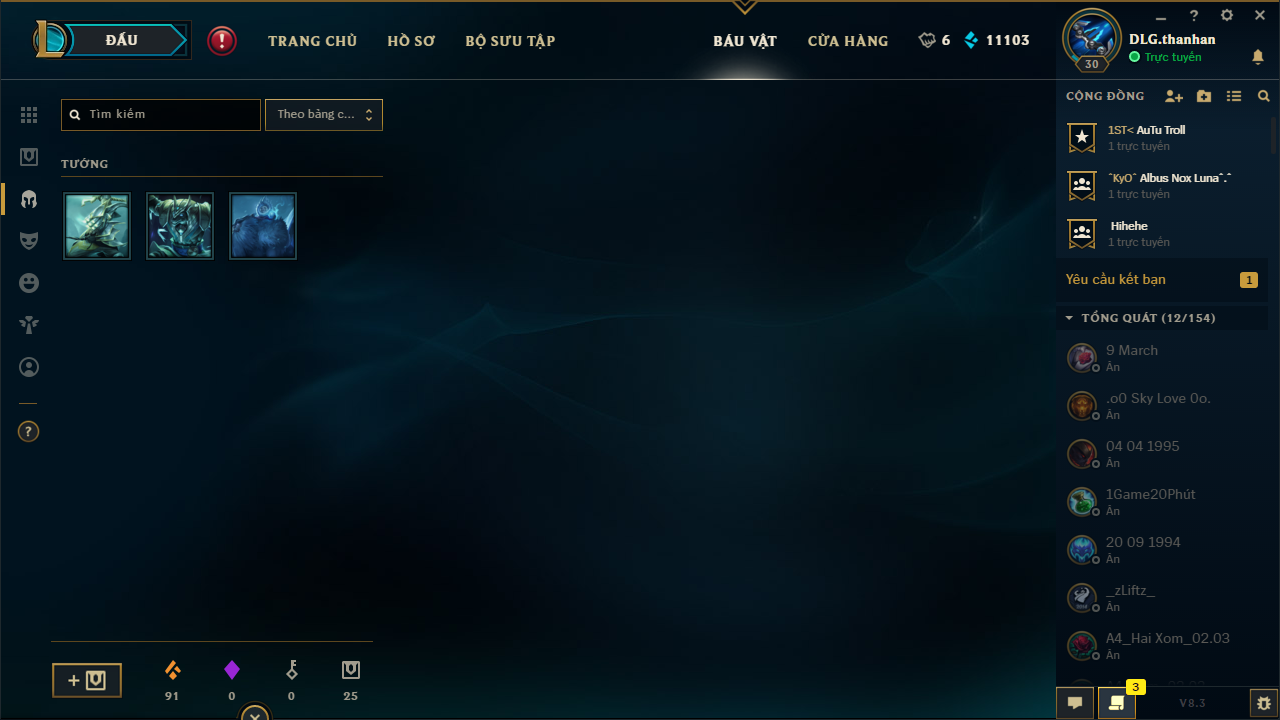 ĐẤU
TRANG CHỦ
HỒ SƠ
BỘ SƯU TẬP
BÁU VẬT
CỬA HÀNG
6
11103
30
DLG.thanhan
Trực tuyến
Tìm kiếm
Theo bảng c...
TƯỚNG
91
0
0
25
CỘNG ĐỒNG
1ST< AuTu Troll
1 trực tuyến
ˆKyOˆ Albus Nox Lunaˆ.ˆ
1 trực tuyến
Hihehe
1 trực tuyến
Yêu cầu kết bạn
1
TỔNG QUÁT (12/154)
9 March
Ẩn
.o0 Sky Love 0o.
Ẩn
04 04 1995
Ẩn
1Game20Phút
Ẩn
20 09 1994
Ẩn
_zLiftz_
Ẩn
A4_Hai Xom_02.03
Ẩn
3
V8.3